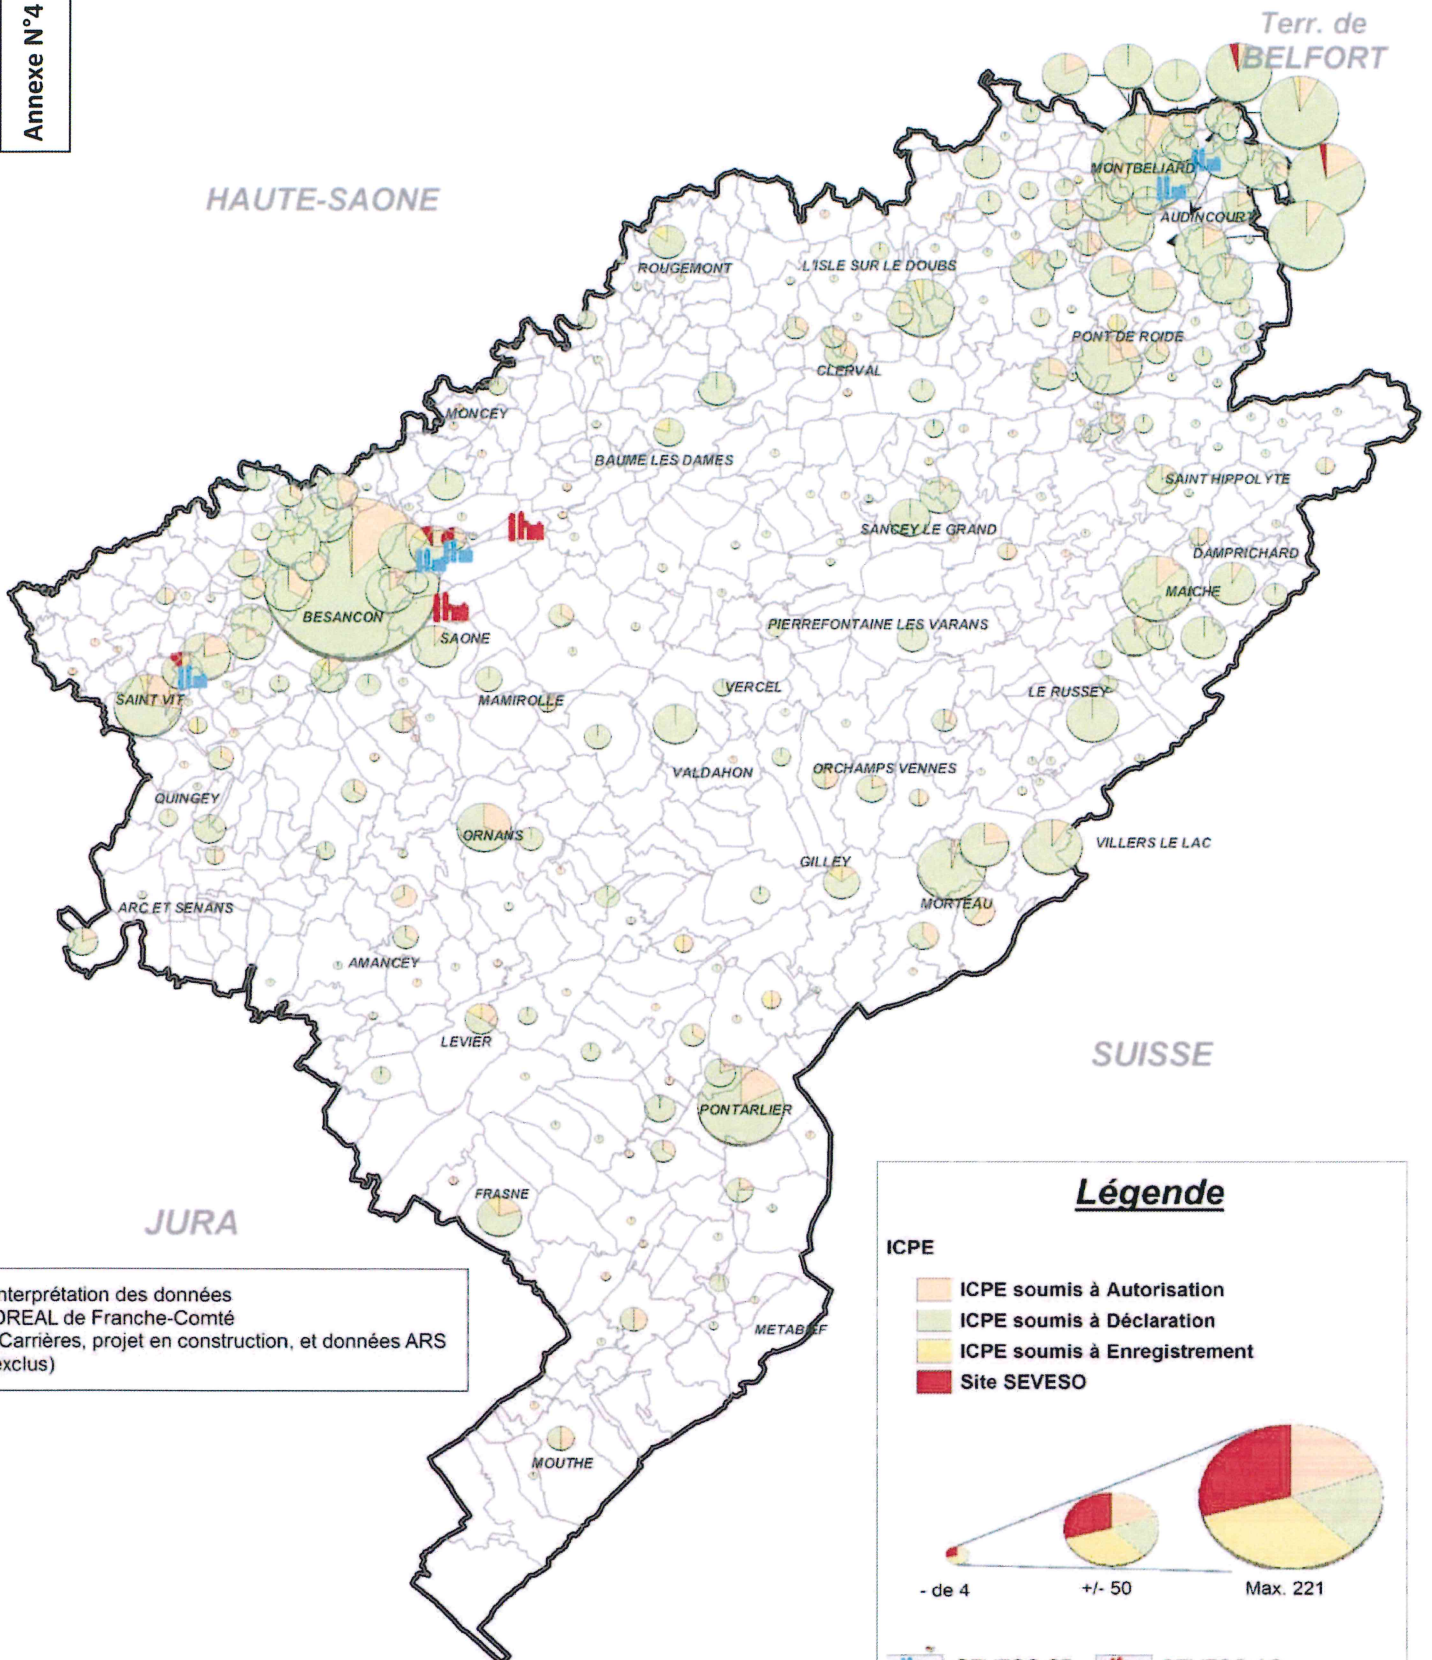 Annexe N°4
Terr. de
BELFORT
HAUTE-SAONE
MONTBELIARD
AUDINCOURT
ROUGEMONT
L'ISLE SUR LE DOUBS
PONT DE ROIDE
CLERVAL
MONCEY
BAUME LES DAMES
SAINT HIPPOLYTE
SANCEY LE GRAND
DAMPRICHARD
MAICHE
BESANCON
PIERREFONTAINE LES VARANS
SAONE
VERCEL
LE RUSSEY
SAINT VIT
MAMIROLLE
VALDAHON
ORCHAMPS VENNES
QUINGEY
ORNANS
VILLERS LE LAC
GILLEY
MORTEAU
ARC ET SENANS
AMANCEY
LEVIER
SUISSE
PONTARLIER
FRASNE
JURA
METABIEF
MOUTHE
nterprétation des données
DREAL de Franche-Comté
Carrières, projet en construction, et données ARS
exclus)
Légende
ICPE
ICPE soumis à Autorisation
ICPE soumis à Déclaration
ICPE soumis à Enregistrement
Site SEVESO
- de 4
+/- 50
Max. 221